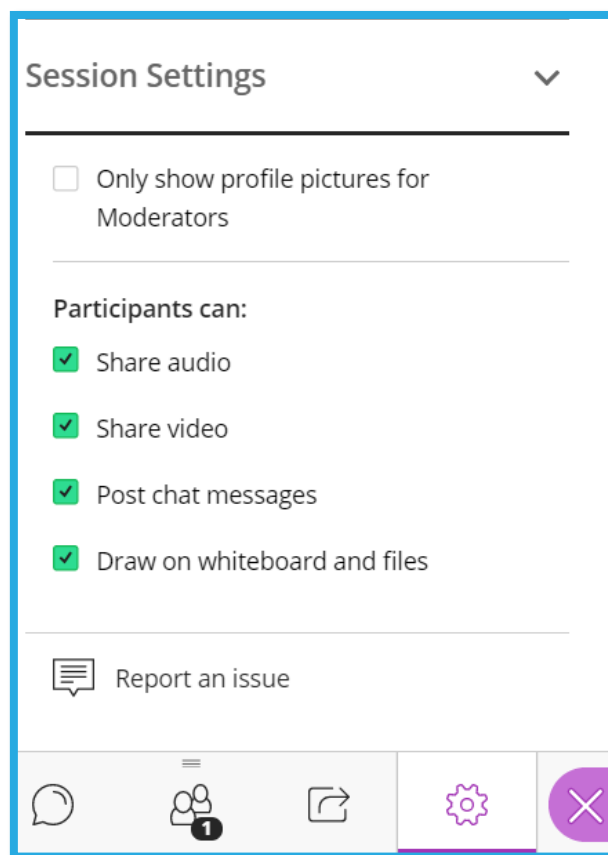 Session Settings
Only show profile pictures for
Moderators
Participants can:
Share audio
Share video
Post chat messages
Draw on whiteboard and files
Report an issue
1